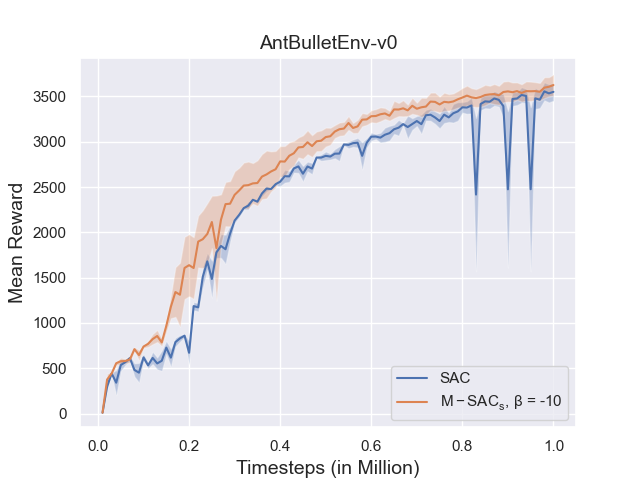 AntBulletEnv-v0
Mean Reward
3500
3000
2500
2000
1500
1000
500
0
0.0 0.2 0.4 0.6 0.8 1.0
Timesteps (in Million)
SAC
M−SACₛ, β = -10